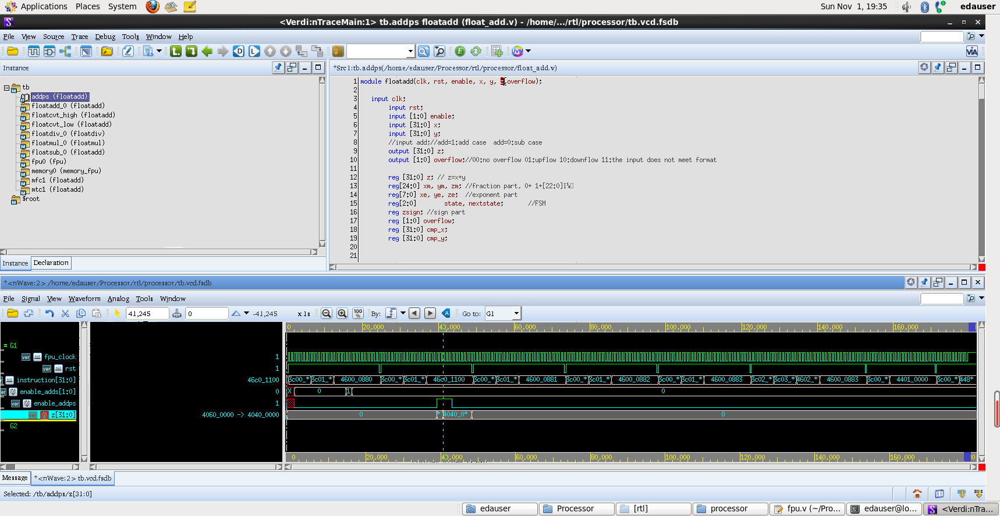 Applications Places System Sun Nov 1, 19:35 edauser
<Verdi:nTraceMain:1> tb.addps floatadd (float_add.v) - /home/.../rtl/processor/tb.vcd.fsdb
File View Source Trace Debug Tools Window Help
Instance
tb
addps (floatadd)
floatadd_0 (floatadd)
floatcvt_high (floatadd)
floatcvt_low (floatadd)
floatdiv_0 (floatdiv)
floatmul_0 (floatmul)
floatsub_0 (floatadd)
fpu0 (fpu)
memory0 (memory_fpu)
mfc1 (floatadd)
mtc1 (floatadd)
$root
Instance Declaration
*Src1:tb.addps(/home/edauser/Processor/rtl/processor/float_add.v)
1 module floatadd(clk, rst, enable, x, y, z,overflow);
2
3 input clk;
4 input rst;
5 input [1:0] enable;
6 input [31:0] x;
7 input [31:0] y;
8 //input add;//add=1:add case add=0:sub case
9 output [31:0] z;
10 output [1:0] overflow;//00:no overflow 01:upflow 10:downflow 11:the input does not meet format
11
12 reg [31:0] z; // z=x+y
13 reg[24:0] xm, ym, zm; //fraction part, 0+ 1+[22:0]ï¼
14 reg[7:0] xe, ye, ze; //exponent part
15 reg[2:0] state, nextstate; //FSM
16 reg zsign; //sign part
17 reg [1:0] overflow;
18 reg [31:0] cmp_x;
19 reg [31:0] cmp_y;
20
21
*<nWave:2> /home/edauser/Processor/rtl/processor/tb.vcd.fsdb
File Signal View Waveform Analog Tools Window
41,245 0 -41,245 x 1s 100 % By: Go to: G1
0 20,000 40,000 60,000 80,000 100,000 120,000 140,000 160,000
= G1
ver fpu_clock 1
ver rst 1
instruction[31:0] 46c0_1100 3c00_* 3c01_* 4600_0880 3c00_* 3c01_* 46c0_1100 3c00_* 3c01_* 4600_0881 3c00_* 3c01_* 4600_0882 3c00_* 3c01_* 4600_0883 3c02_* 3c03_* 4602_* 4600_0883 3c00_* 4401_0000 3c00_* 448*
er enable_adds[1:0] 0 X 0 1 0
ver enable_addps 1
ver z[31:0] 4060_0000 -> 4040_0000 0 * 4040_0* 0
G2
0 20,000 40,000 60,000 80,000 100,000 120,000 140,000 160,000
Message *<nWave:2> tb.vcd.fsdb
Selected: /tb/addps/z[31:0]
edauser Processor [rtl] processor fpu.v (~/Pro... edauser@lo... <Verdi:nTra...